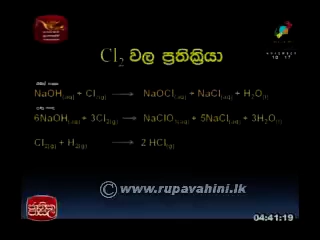 Cl₂ වල ප්‍රතික්‍රියා
NaOH(aq) + Cl₂(g) → NaOCl(aq) + NaCl(aq) + H₂O(l)
6NaOH(aq) + 3Cl₂(g) → NaClO₃(aq) + 5NaCl(aq) + 3H₂O(l)
Cl₂(g) + H₂(g) → 2 HCl(g)
©www.rupavahini.lk
04:41:19